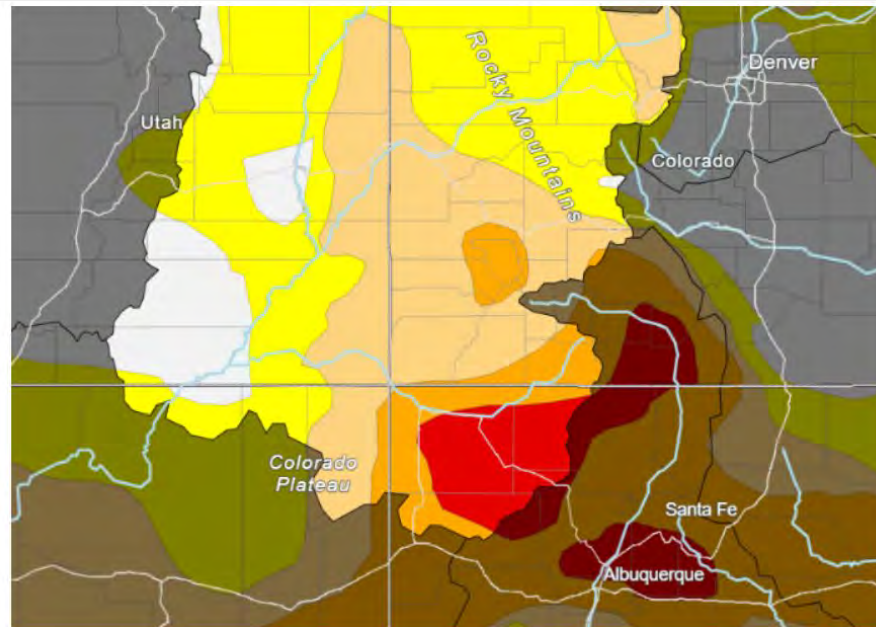 Rocky Mountains
Denver
Utah
Colorado
Colorado
Plateau
Santa Fe
Albuquerque